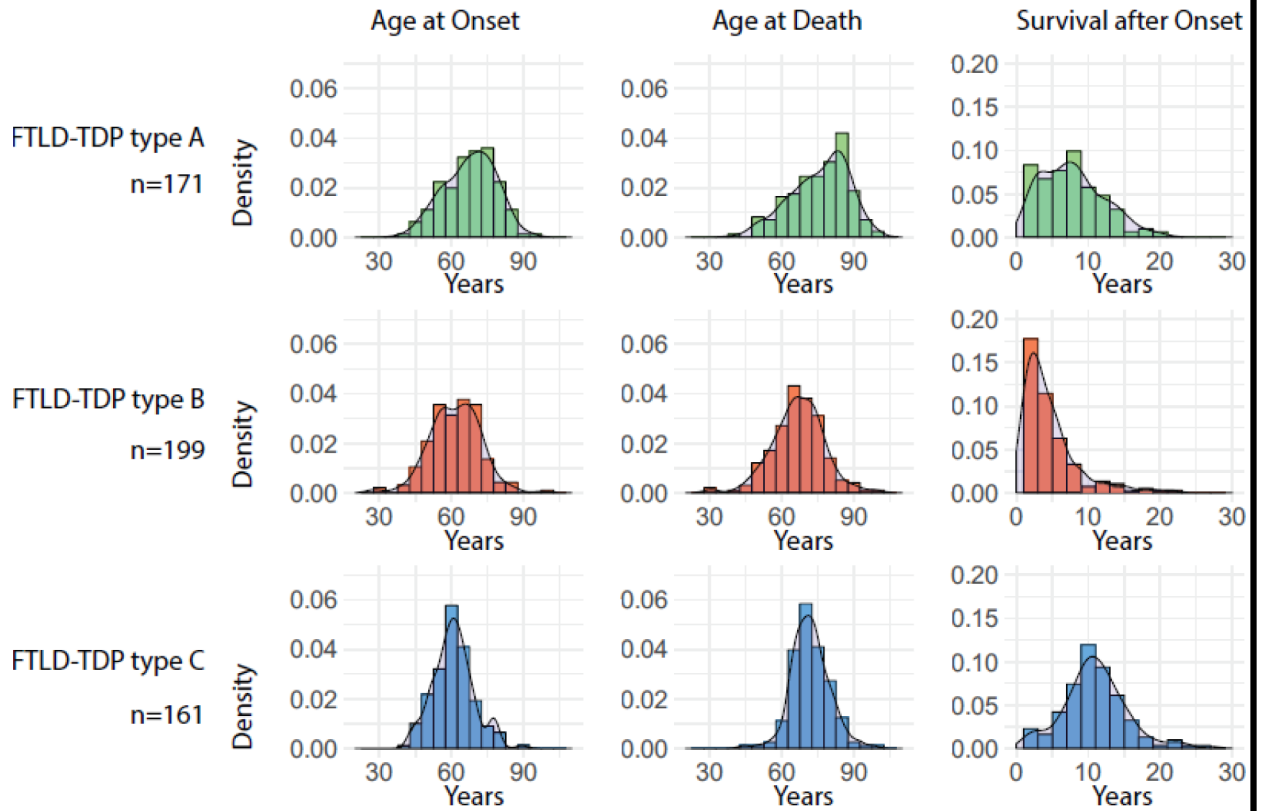 Age at Onset
Age at Death
Survival after Onset
FTLD-TDP type A
n=171
Density
0.06
0.04
0.02
0.00
30 60 90
Years
0.06
0.04
0.02
0.00
30 60 90
Years
0.20
0.15
0.10
0.05
0.00
0 10 20 30
Years
FTLD-TDP type B
n=199
Density
0.06
0.04
0.02
0.00
30 60 90
Years
0.06
0.04
0.02
0.00
30 60 90
Years
0.20
0.15
0.10
0.05
0.00
0 10 20 30
Years
FTLD-TDP type C
n=161
Density
0.06
0.04
0.02
0.00
30 60 90
Years
0.06
0.04
0.02
0.00
30 60 90
Years
0.20
0.15
0.10
0.05
0.00
0 10 20 30
Years